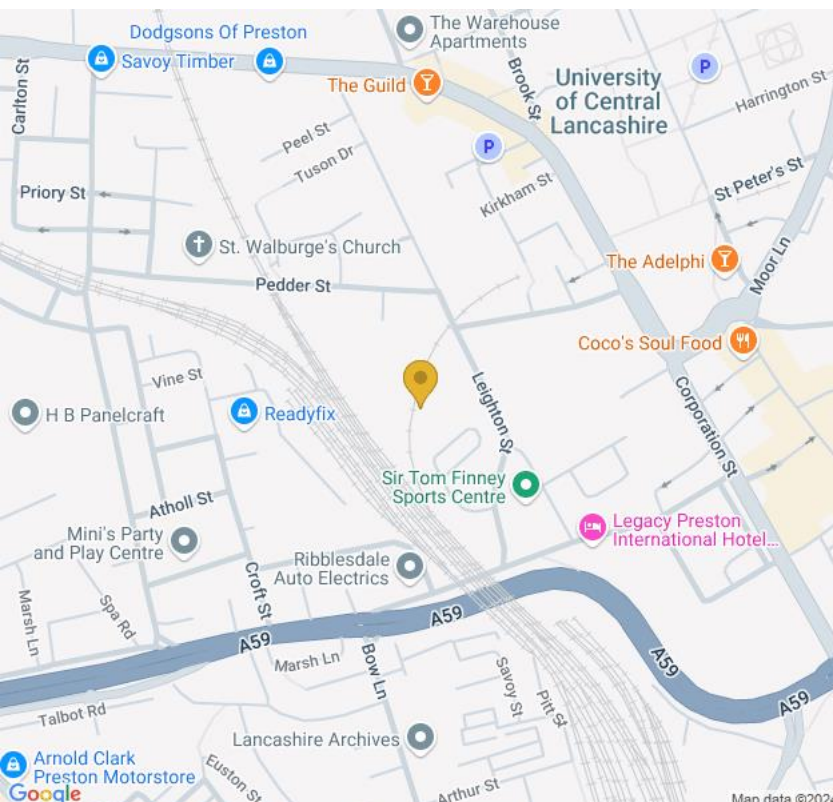 The Warehouse
Apartments
Dodgsons Of Preston
Savoy Timber
Carlton St
The Guild
Brook St
University
of Central
Lancashire
P
Harrington St
Peel St
Tuson Dr
P
Kirkham St
St Peter's St
Priory St
St. Walburge's Church
The Adelphi
Moor Ln
Pedder St
Coco's Soul Food
Vine St
Leighton St
Corporation St
H B Panelcraft
Readyfix
Sir Tom Finney
Sports Centre
Atholl St
Legacy Preston
International Hotel...
Mini's Party
and Play Centre
Ribblesdale
Auto Electrics
Croft St
Marsh Ln
Spa Rd
A59
A59
Marsh Ln
Bow Ln
A59
Savoy St
Pitt St
A59
Talbot Rd
Lancashire Archives
Arnold Clark
Preston Motorstore
Euston St
Arthur St
Google
Map data ©2024